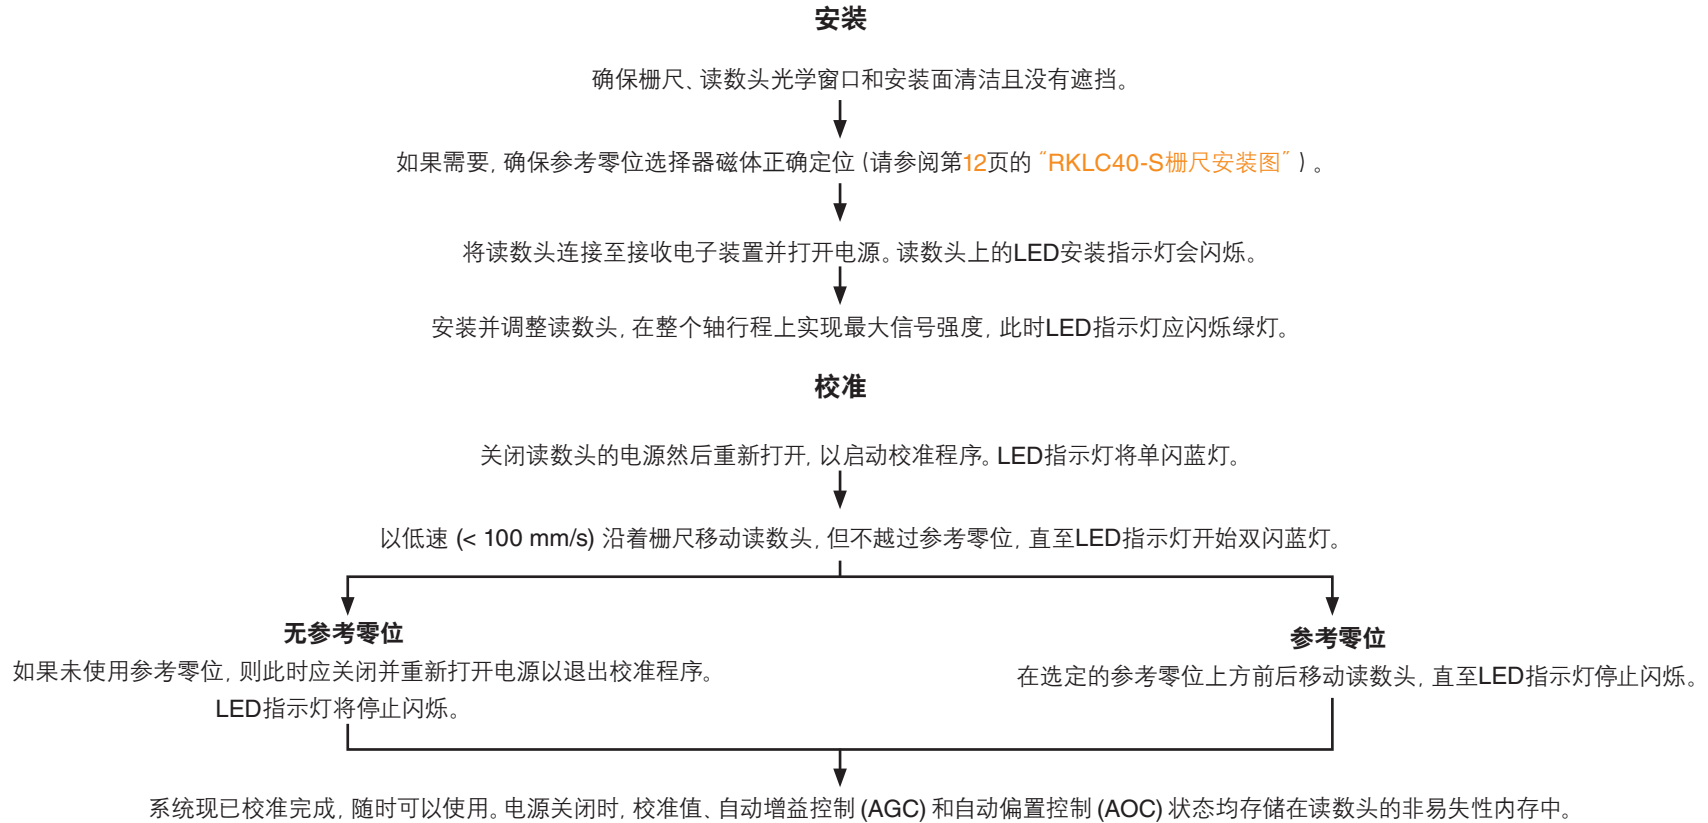 安装
确保栅尺、读数头光学窗口和安装面清洁且没有遮挡。
如果需要,确保参考零位选择器磁体正确定位(请参阅第12页的“RKLC40-S栅尺安装图”)。
将读数头连接至接收电子装置并打开电源。读数头上的LED安装指示灯会闪烁。
安装并调整读数头,在整个轴行程上实现最大信号强度,此时LED指示灯应闪烁绿灯。
校准
关闭读数头的电源然后重新打开,以启动校准程序。LED指示灯将单闪蓝灯。
以低速 (< 100 mm/s) 沿着栅尺移动读数头,但不越过参考零位,直至LED指示灯开始双闪蓝灯。
无参考零位
如果未使用参考零位,则此时应关闭并重新打开电源以退出校准程序。
LED指示灯将停止闪烁。
参考零位
在选定的参考零位上方前后移动读数头,直至LED指示灯停止闪烁。
系统现已校准完成,随时可以使用。电源关闭时,校准值、自动增益控制 (AGC) 和自动偏置控制 (AOC) 状态均存储在读数头的非易失性内存中。